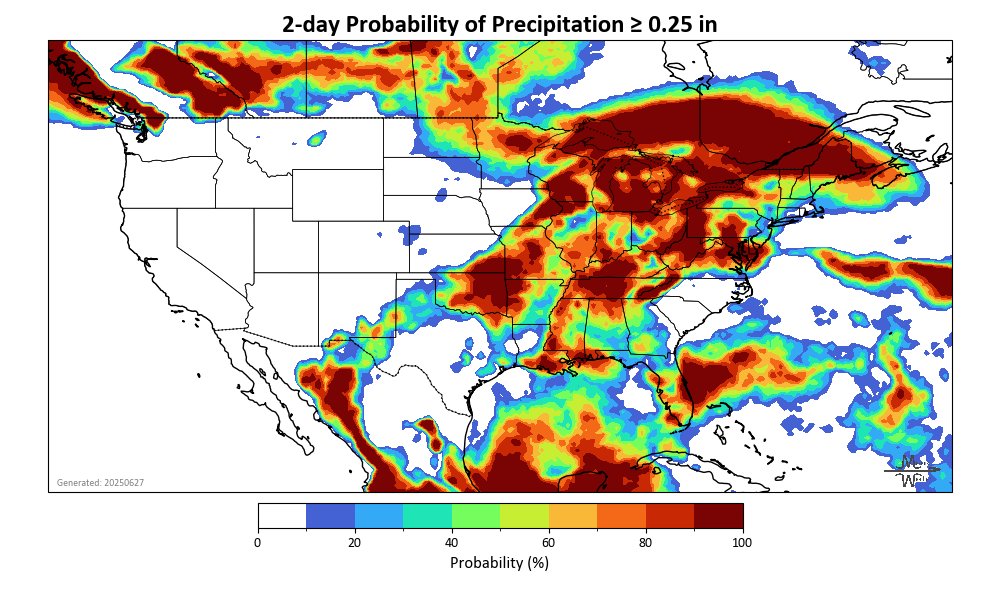 2-day Probability of Precipitation ≥ 0.25 in
Generated: 20250627
0 20 40 60 80 100
Probability (%)